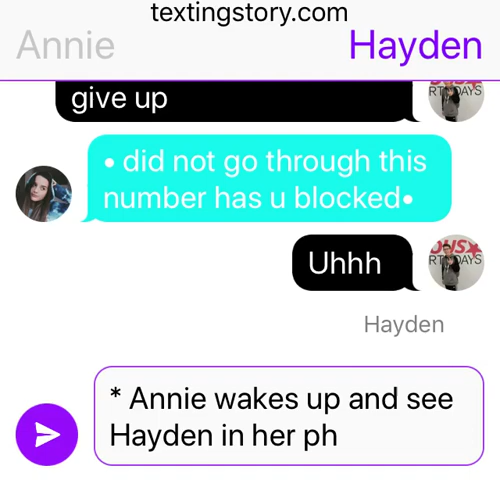 textingstory.com
Annie
Hayden
give up
• did not go through this
number has u blocked•
Uhhh
Hayden
* Annie wakes up and see
Hayden in her ph